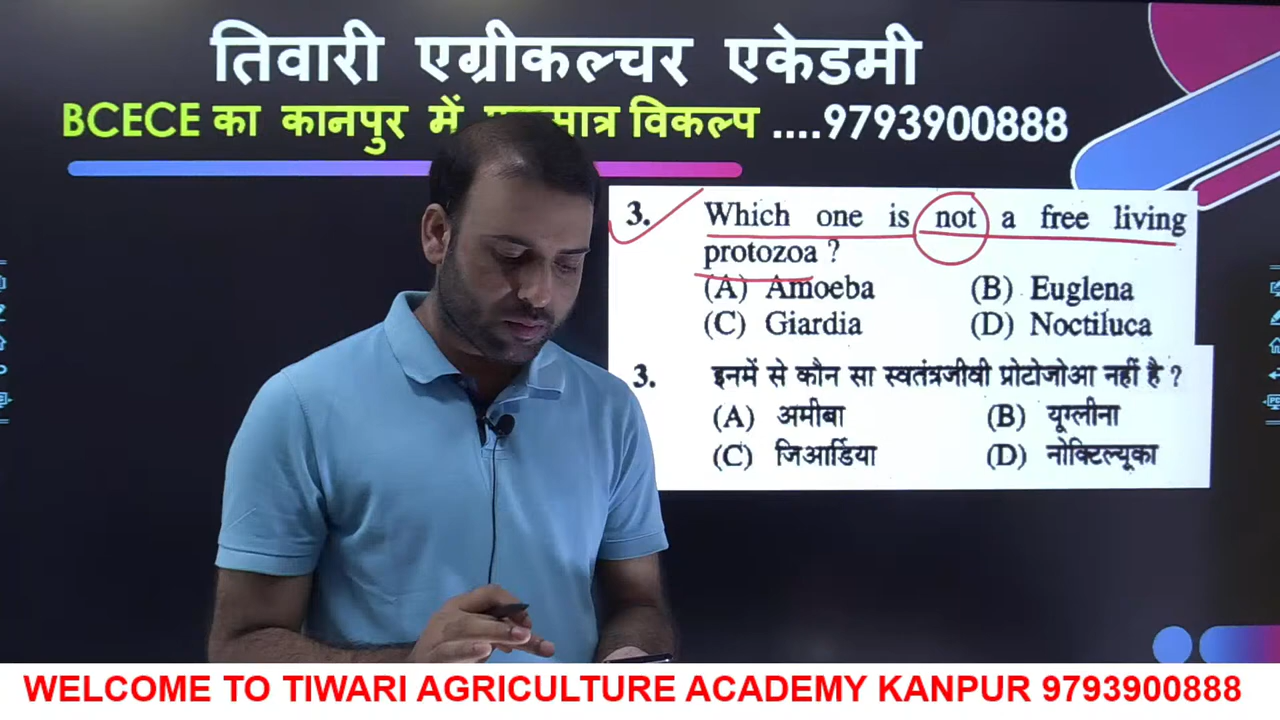 तिवारी एग्रीकल्चर एकेडमी
BCECE का कानपुर में विकल्प ....9793900888
3. Which one is not a free living
protozoa ?
(A) Amoeba (B) Euglena
(C) Giardia (D) Noctiluca
3. इनमें से कौन सा स्वतंत्रजीवी प्रोटोजोआ नहीं है ?
(A) अमीबा (B) यूग्लीना
(C) जिआर्डिया (D) नोक्टिल्यूका
WELCOME TO TIWARI AGRICULTURE ACADEMY KANPUR 9793900888